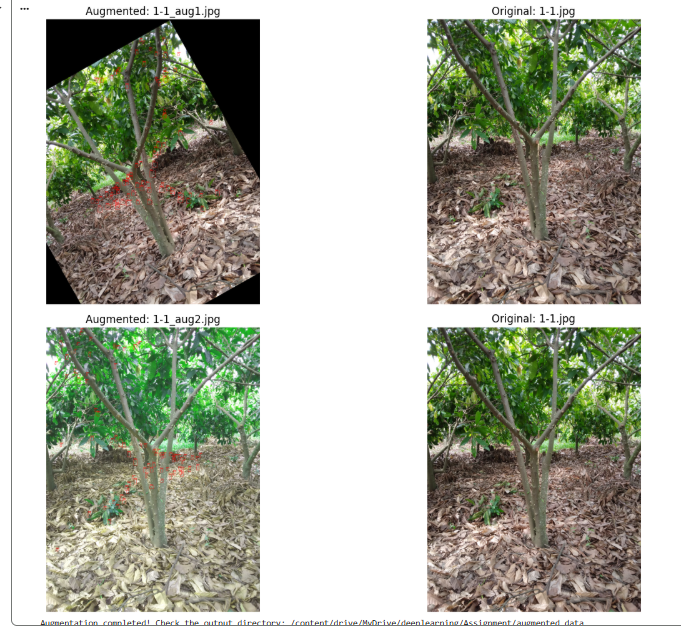 ...
Augmented: 1-1_aug1.jpg
Original: 1-1.jpg
Augmented: 1-1_aug2.jpg
Original: 1-1.jpg
Augmentation completed! Check the output directory: /content/drive/MyDrive/deeplearning/Assignment/augmented_data